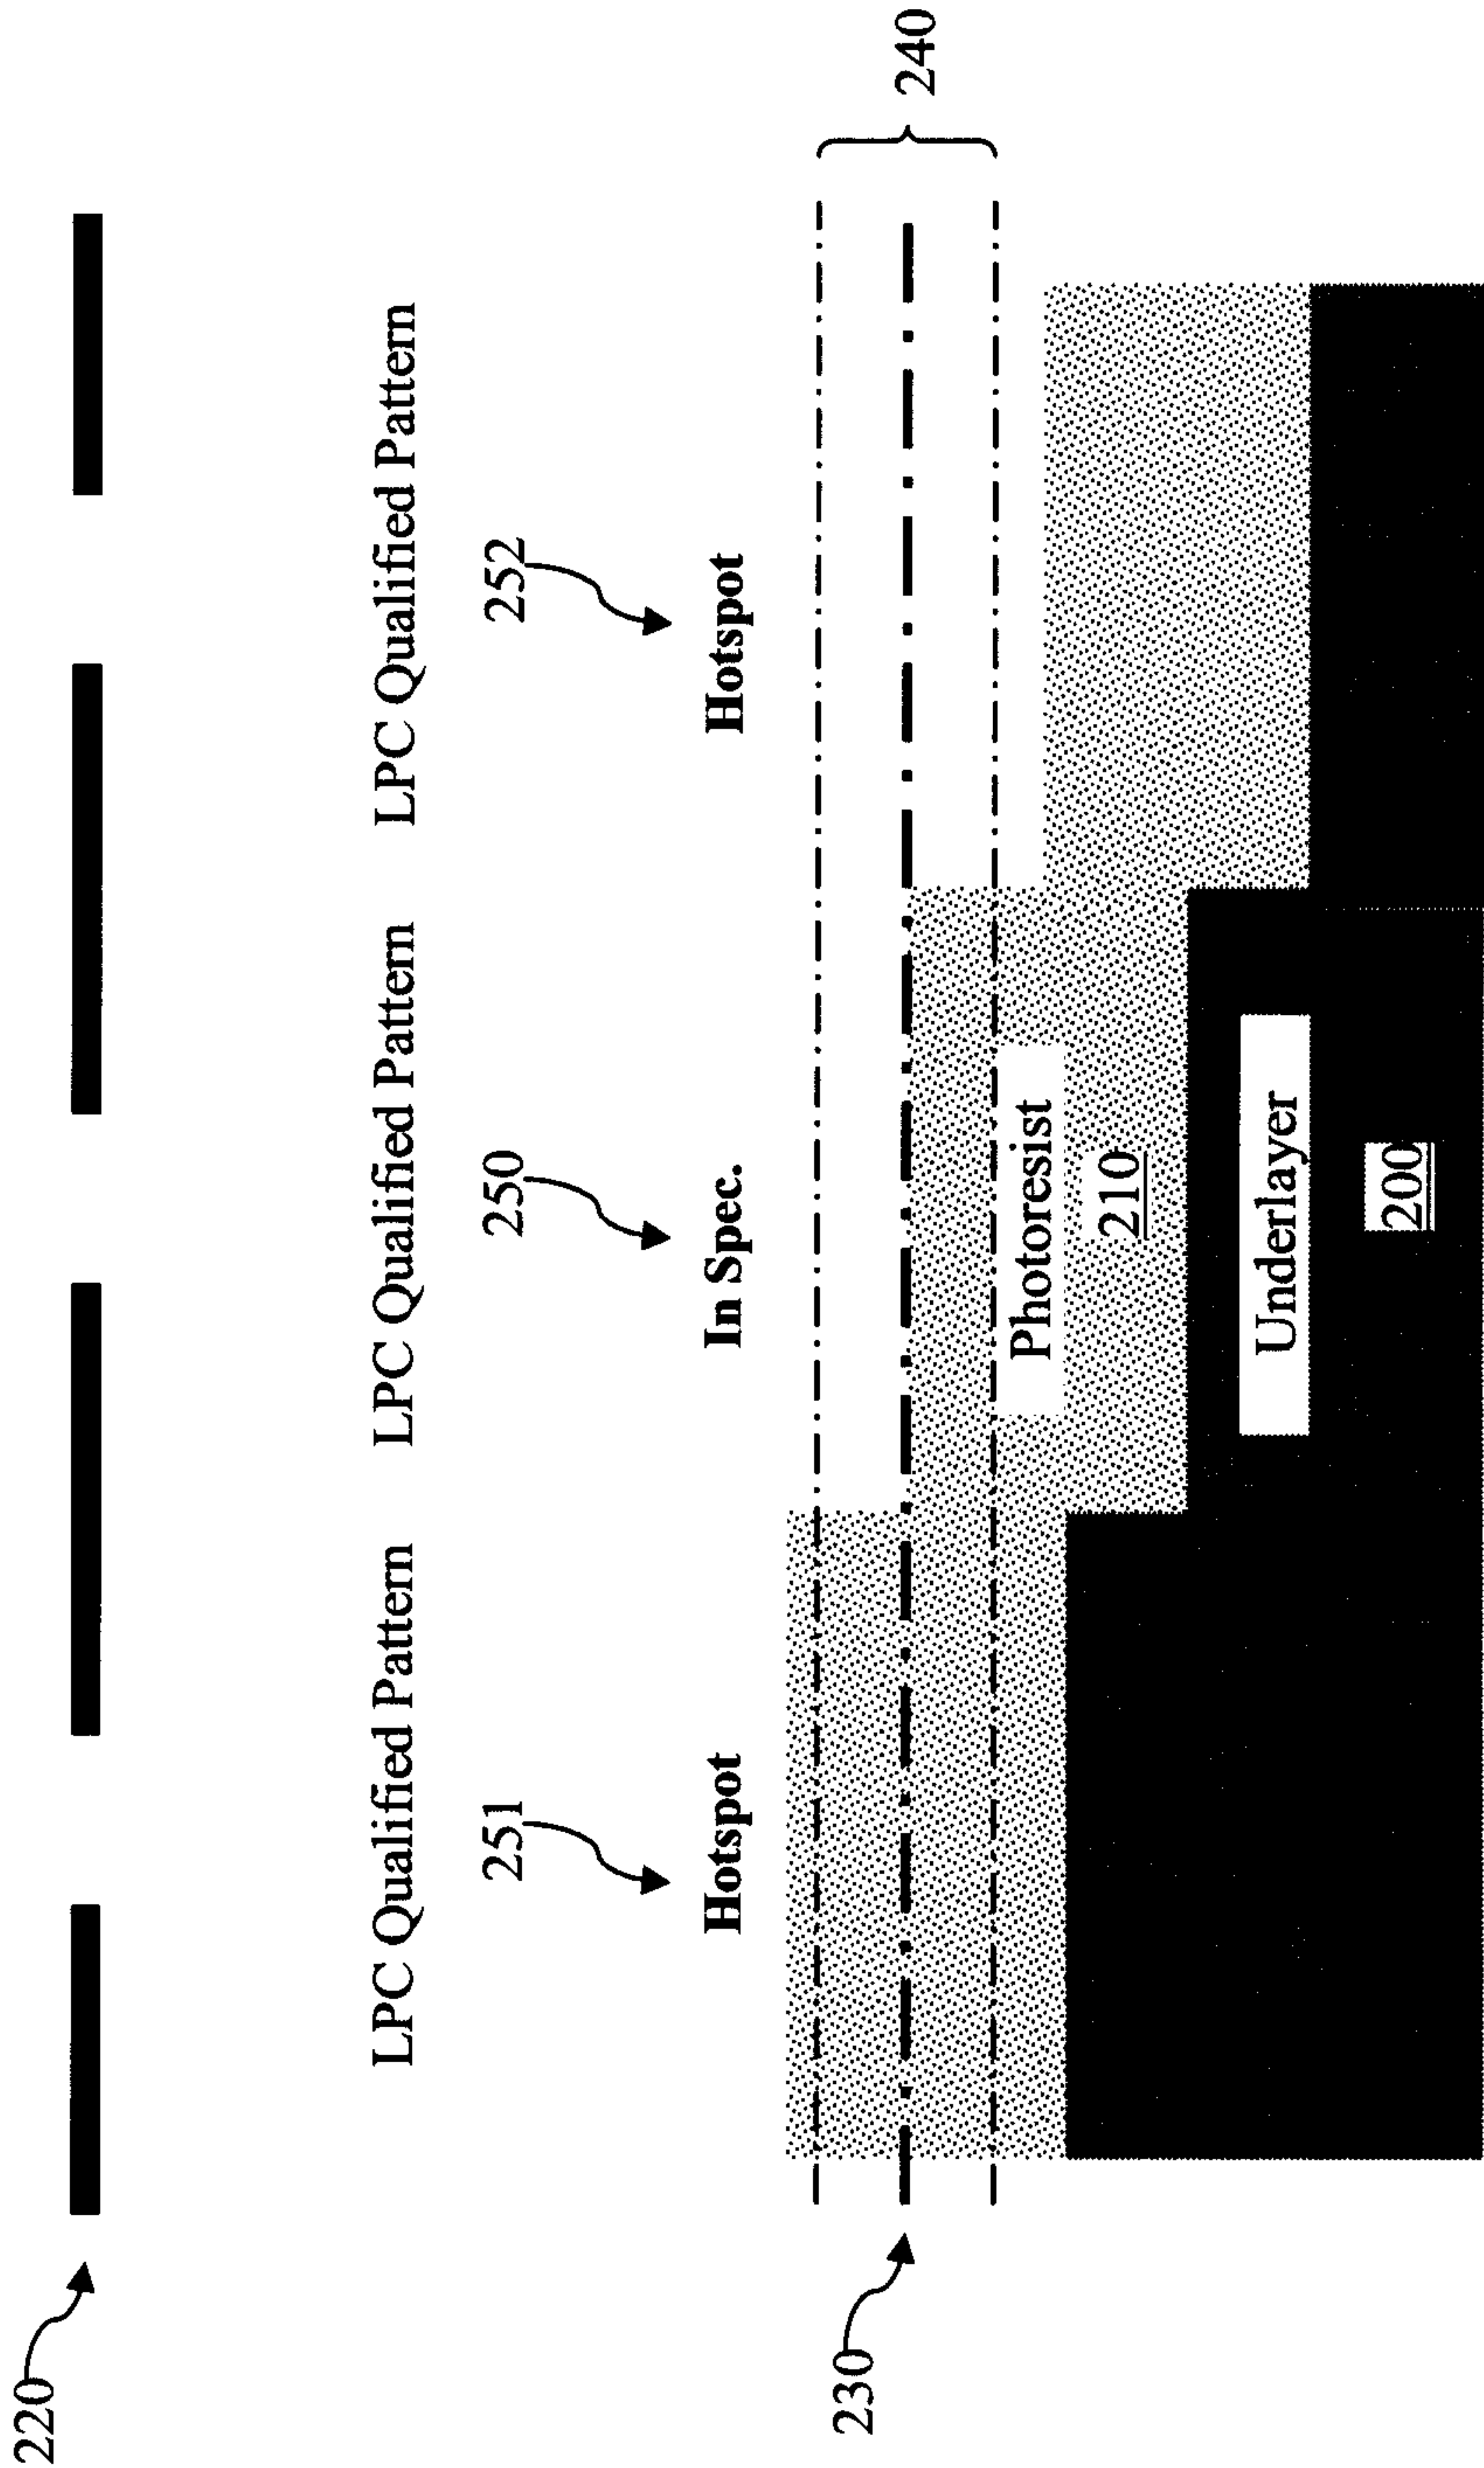 220
LPC Qualified Pattern LPC Qualified Pattern LPC Qualified Pattern
251 250 252
Hotspot In Spec. Hotspot
230 240
Photoresist
210
Underlayer
200